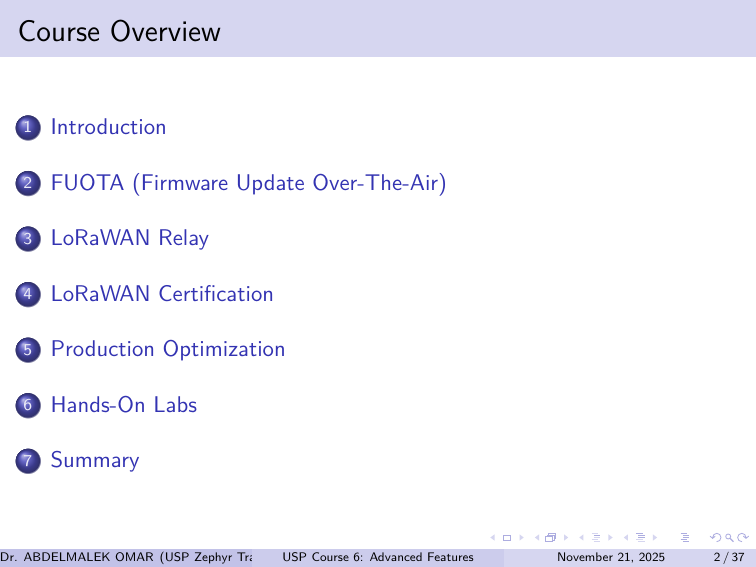 Course Overview
1 Introduction
2 FUOTA (Firmware Update Over-The-Air)
3 LoRaWAN Relay
4 LoRaWAN Certification
5 Production Optimization
6 Hands-On Labs
7 Summary
Dr. ABDELMALEK OMAR (USP Zephyr Tra USP Course 6: Advanced Features November 21, 2025 2 / 37